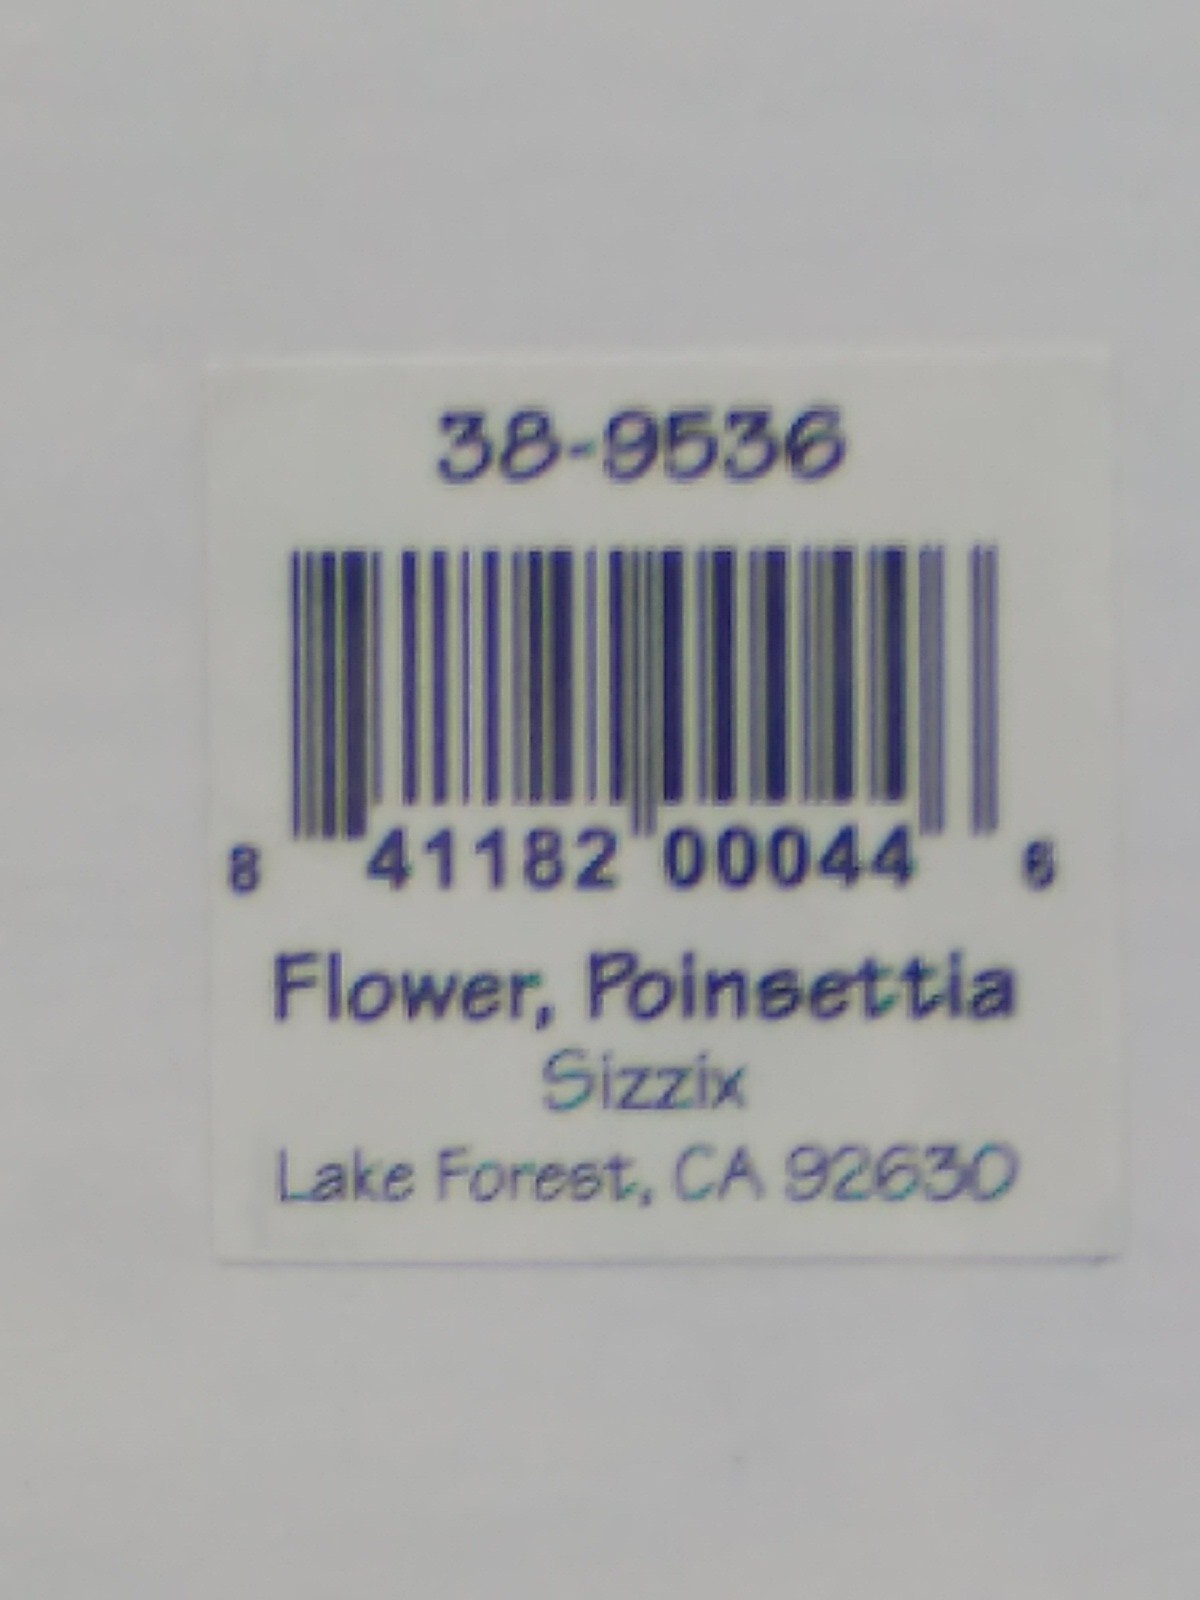 38-9536
8 41182 00044 6
Flower, Poinsettia
Sizzix
Lake Forest, CA 92630